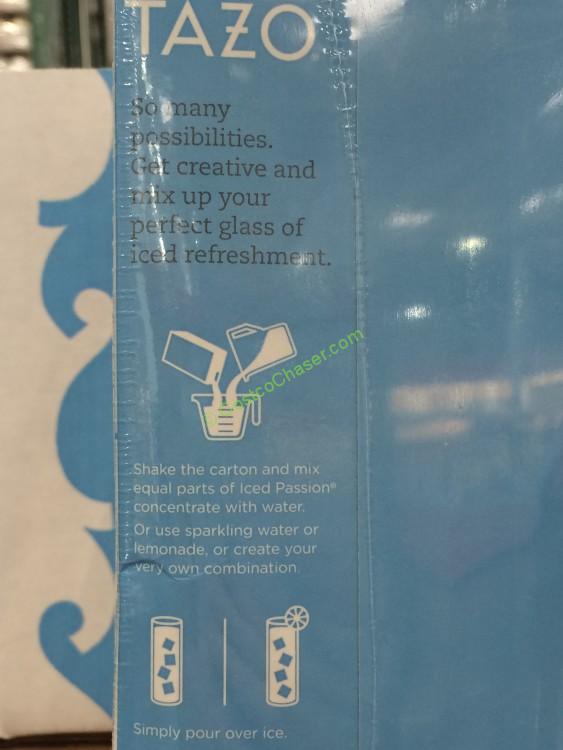 TAZO®
So many
possibilities.
Get creative and
mix up your
perfect glass of
iced refreshment.
CostcoChaser.com
Shake the carton and mix
equal parts of Iced Passion®
concentrate with water.
Or use sparkling water or
lemonade, or create your
very own combination.
Simply pour over ice.